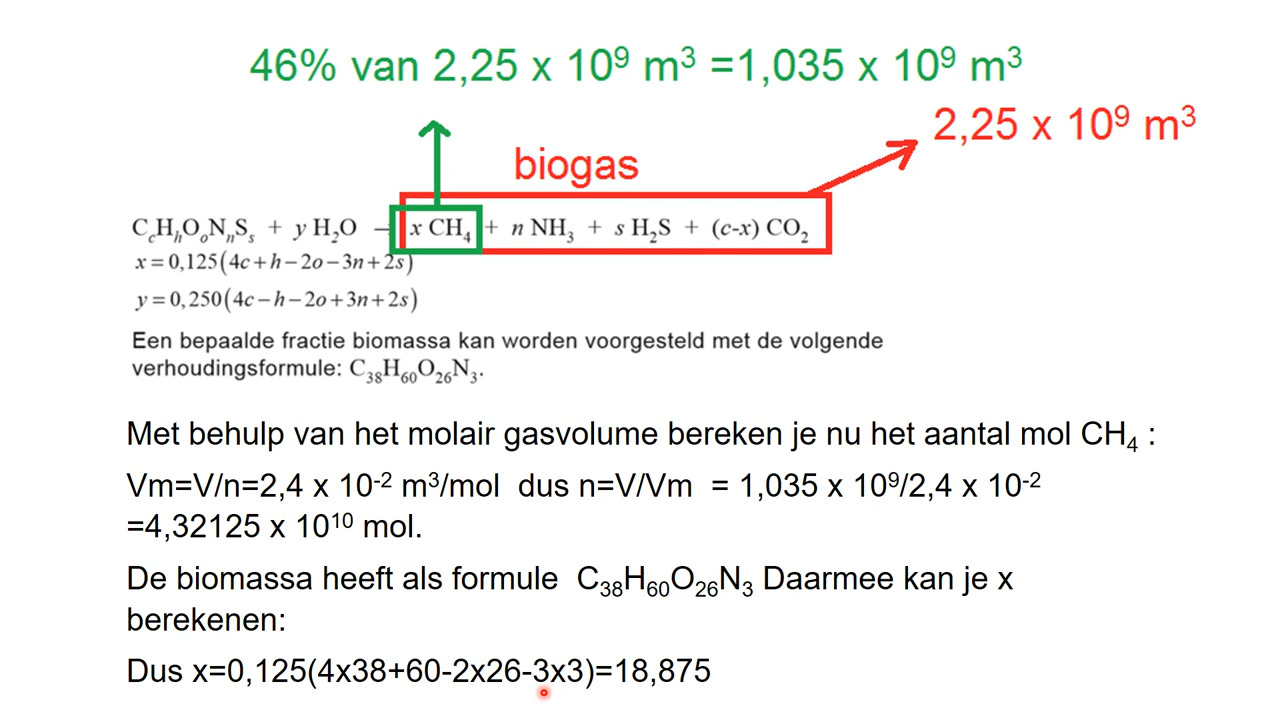 46% van 2,25 x 10⁹ m³ =1,035 x 10⁹ m³
2,25 x 10⁹ m³
biogas
CcHhOoNnSs + y H₂O → x CH₄ + n NH₃ + s H₂S + (c-x) CO₂
x = 0,125(4c + h − 2o − 3n + 2s)
y = 0,250(4c − h − 2o + 3n + 2s)
Een bepaalde fractie biomassa kan worden voorgesteld met de volgende
verhoudingsformule: C₃₈H₆₀O₂₆N₃.
Met behulp van het molair gasvolume bereken je nu het aantal mol CH₄ :
Vm=V/n=2,4 x 10⁻² m³/mol dus n=V/Vm = 1,035 x 10⁹/2,4 x 10⁻²
=4,32125 x 10¹⁰ mol.
De biomassa heeft als formule C₃₈H₆₀O₂₆N₃ Daarmee kan je x
berekenen:
Dus x=0,125(4x38+60-2x26-3x3)=18,875